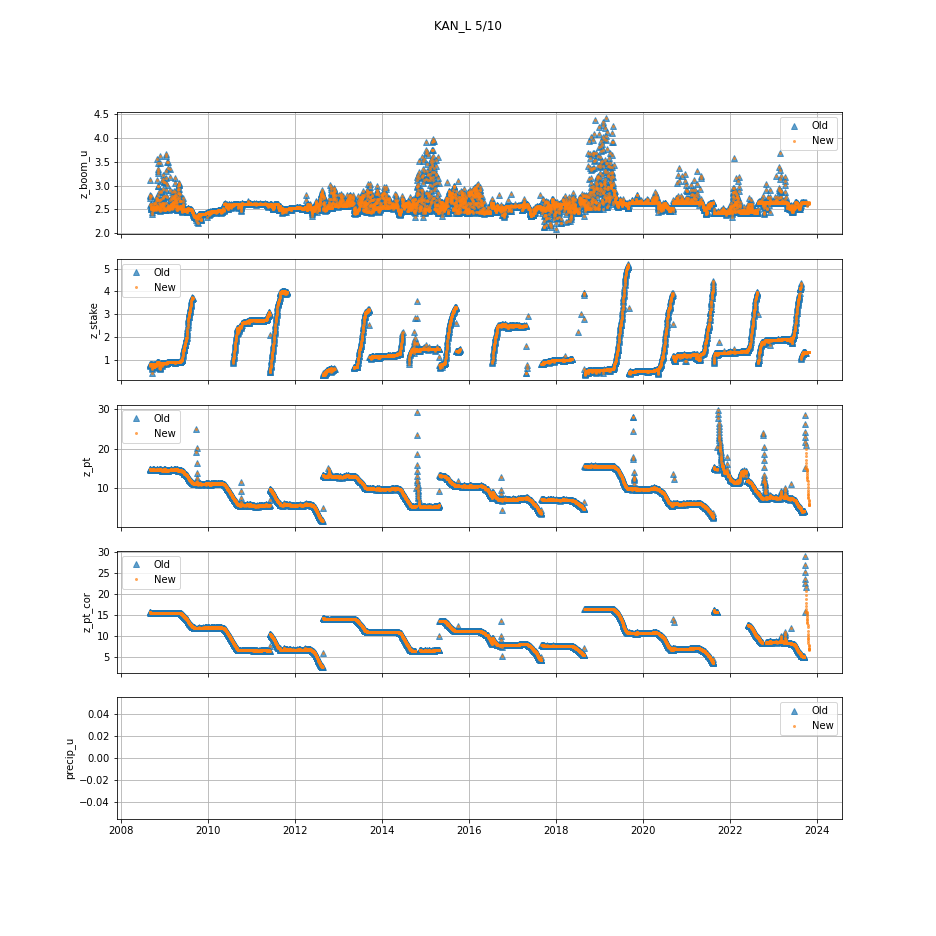 KAN_L 5/10
4.5
4.0
3.5
3.0
2.5
2.0
z_boom_u
Old
New
5
4
3
2
1
z_stake
Old
New
30
20
10
z_pt
Old
New
30
25
20
15
10
5
z_pt_cor
Old
New
0.04
0.02
0.00
−0.02
−0.04
precip_u
Old
New
2008 2010 2012 2014 2016 2018 2020 2022 2024